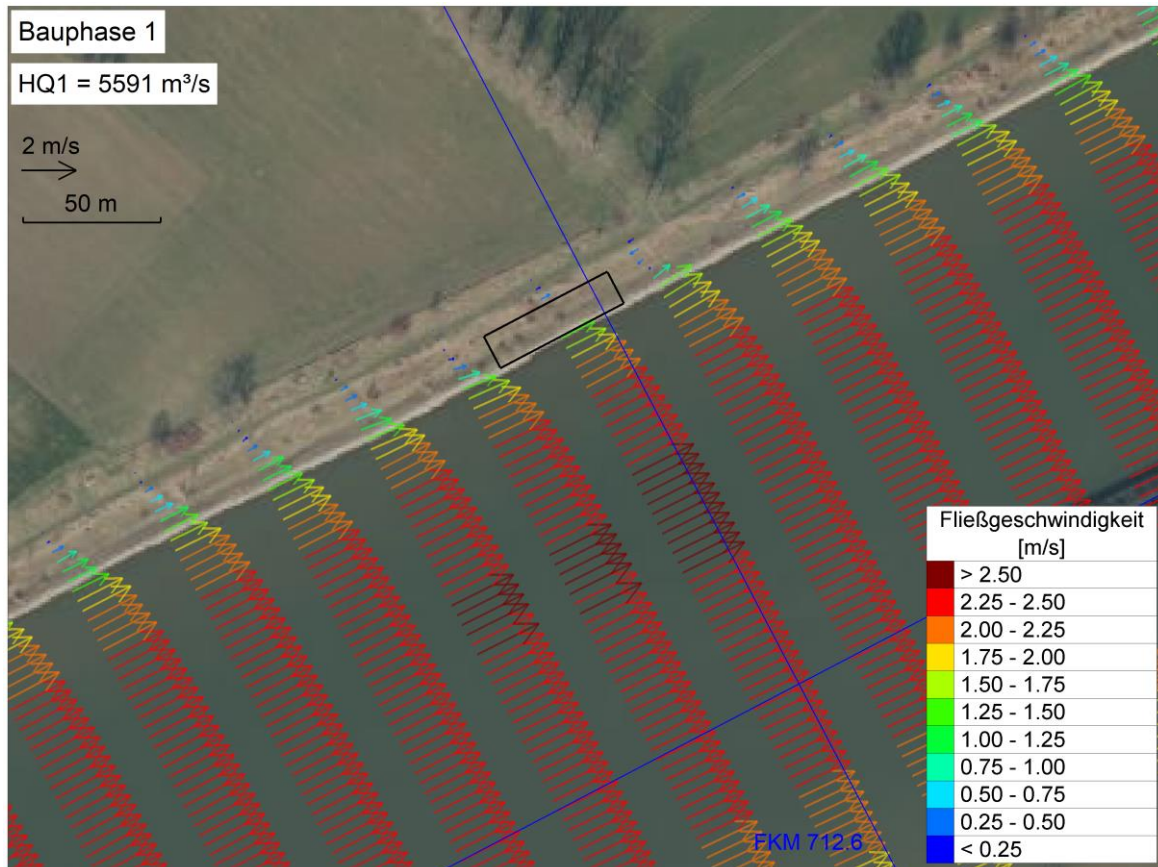 Bauphase 1
HQ1 = 5591 m³/s
2 m/s
50 m
FKM 712.6
Fließgeschwindigkeit
[m/s]
> 2.50
2.25 - 2.50
2.00 - 2.25
1.75 - 2.00
1.50 - 1.75
1.25 - 1.50
1.00 - 1.25
0.75 - 1.00
0.50 - 0.75
0.25 - 0.50
< 0.25